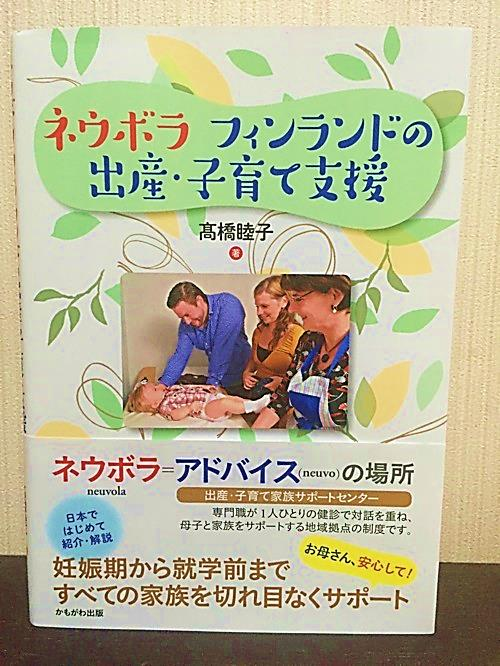 ネウボラ フィンランドの
出産・子育て支援
髙橋睦子
著
ネウボラ=アドバイス(neuvo)の場所
neuvola
出産・子育て家族サポートセンター
専門職が1人ひとりの健診で対話を重ね、
母子と家族をサポートする地域拠点の制度です。
日本で
はじめて
紹介・解説
お母さん、安心して!
妊娠期から就学前まで
すべての家族を切れ目なくサポート
かもがわ出版